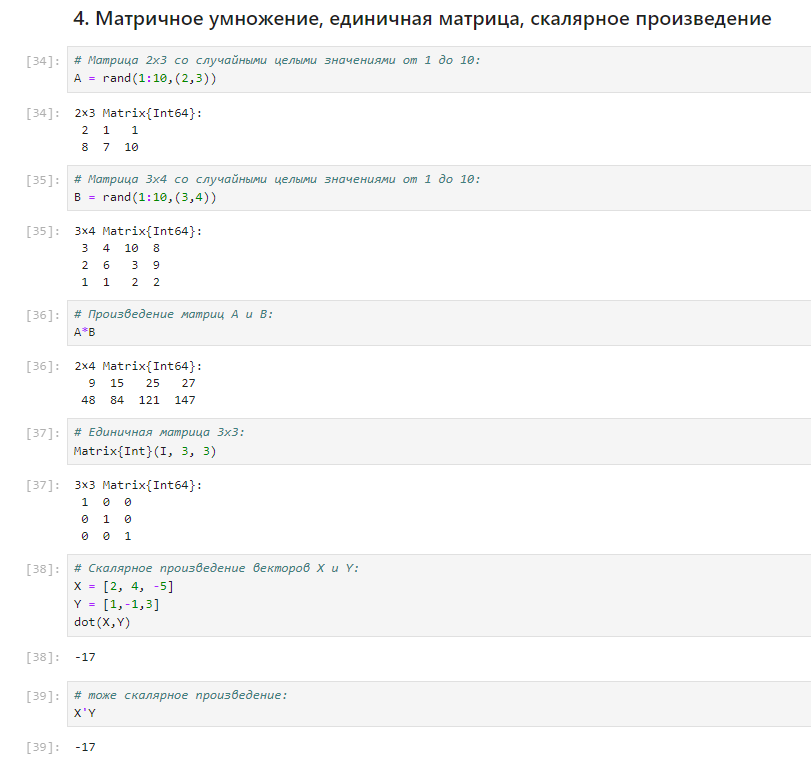 4. Матричное умножение, единичная матрица, скалярное произведение
[34]: # Матрица 2x3 со случайными целыми значениями от 1 до 10:
A = rand(1:10,(2,3))
[34]: 2×3 Matrix{Int64}:
2 1 1
8 7 10
[35]: # Матрица 3x4 со случайными целыми значениями от 1 до 10:
B = rand(1:10,(3,4))
[35]: 3×4 Matrix{Int64}:
3 4 10 8
2 6 3 9
1 1 2 2
[36]: # Произведение матриц A и B:
A*B
[36]: 2×4 Matrix{Int64}:
9 15 25 27
48 84 121 147
[37]: # Единичная матрица 3x3:
Matrix{Int}(I, 3, 3)
[37]: 3×3 Matrix{Int64}:
1 0 0
0 1 0
0 0 1
[38]: # Скалярное произведение векторов X и Y:
X = [2, 4, -5]
Y = [1,-1,3]
dot(X,Y)
[38]: -17
[39]: # тоже скалярное произведение:
X'Y
[39]: -17